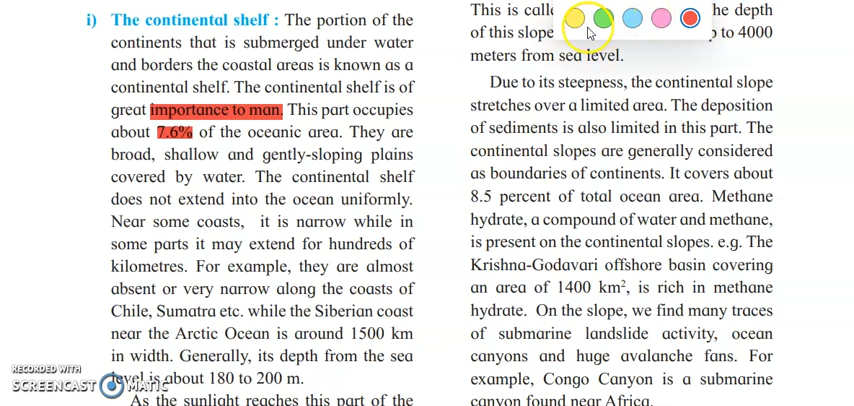 i) The continental shelf : The portion of the
continents that is submerged under water
and borders the coastal areas is known as a
continental shelf. The continental shelf is of
great importance to man. This part occupies
about 7.6% of the oceanic area. They are
broad, shallow and gently-sloping plains
covered by water. The continental shelf
does not extend into the ocean uniformly.
Near some coasts, it is narrow while in
some parts it may extend for hundreds of
kilometres. For example, they are almost
absent or very narrow along the coasts of
Chile, Sumatra etc. while the Siberian coast
near the Arctic Ocean is around 1500 km
in width. Generally, its depth from the sea
level is about 180 to 200 m.
As the sunlight reaches this part of the
This is calle he depth
of this slope to 4000
meters from sea level.
Due to its steepness, the continental slope
stretches over a limited area. The deposition
of sediments is also limited in this part. The
continental slopes are generally considered
as boundaries of continents. It covers about
8.5 percent of total ocean area. Methane
hydrate, a compound of water and methane,
is present on the continental slopes. e.g. The
Krishna-Godavari offshore basin covering
an area of 1400 km², is rich in methane
hydrate. On the slope, we find many traces
of submarine landslide activity, ocean
canyons and huge avalanche fans. For
example, Congo Canyon is a submarine
canyon found near Africa.
RECORDED WITH
SCREENCAST MATIC